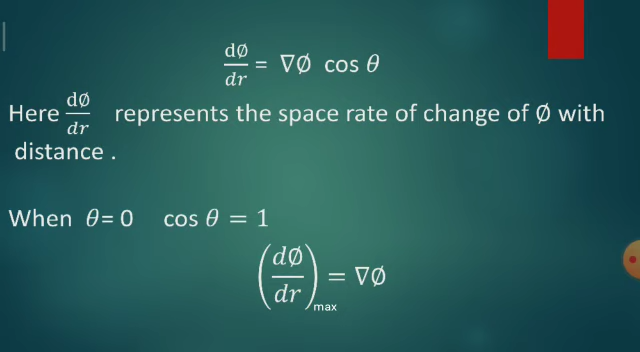 dØ/dr = ∇Ø cos θ
Here dØ/dr represents the space rate of change of Ø with
distance .
When θ= 0 cos θ = 1
(dØ/dr)max = ∇Ø